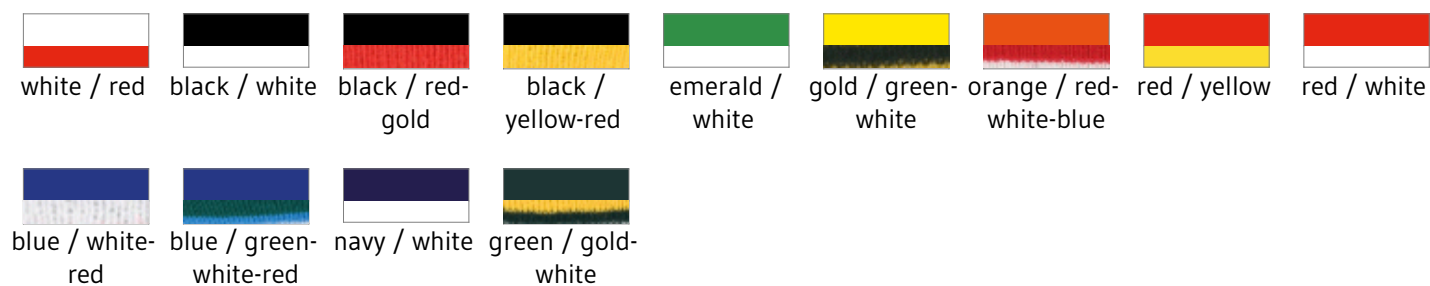 white / red
black / white
black / red-
gold
black /
yellow-red
emerald /
white
gold / green-
white
orange / red-
white-blue
red / yellow
red / white
blue / white-
red
blue / green-
white-red
navy / white
green / gold-
white